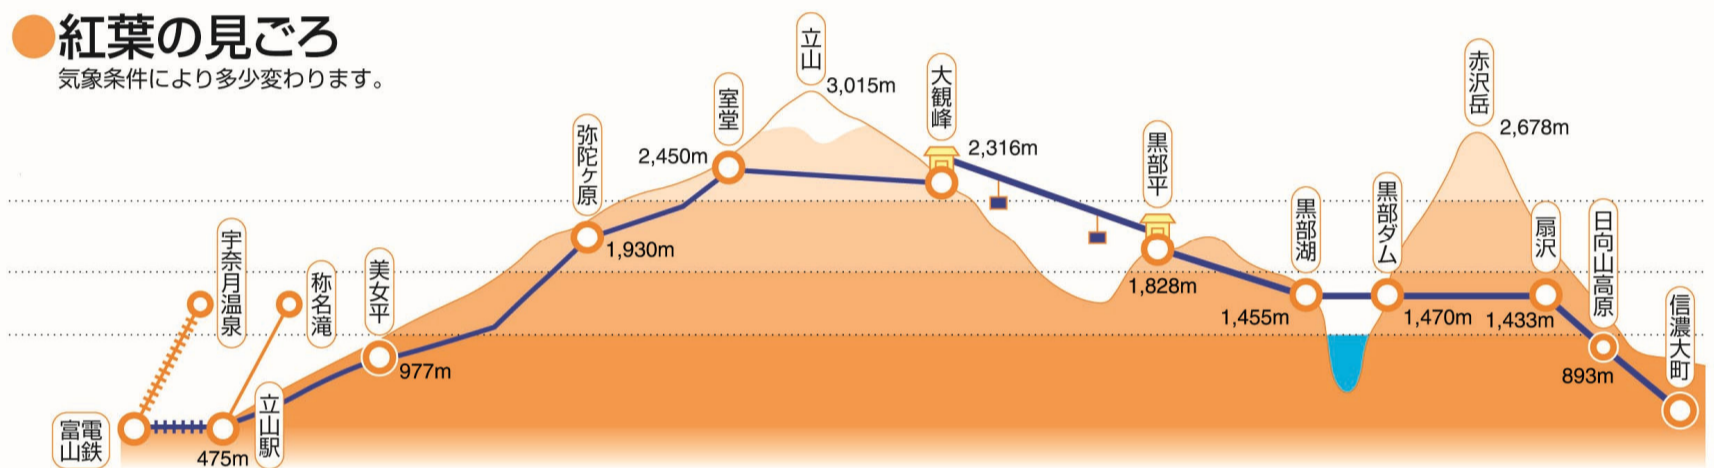 紅葉の見ごろ
気象条件により多少変わります。
富山電鉄
宇奈月温泉
称名滝
立山駅
475m
美女平
977m
弥陀ヶ原
1,930m
室堂
2,450m
立山
3,015m
大観峰
2,316m
黒部平
1,828m
黒部湖
1,455m
黒部ダム
1,470m
赤沢岳
2,678m
扇沢
1,433m
日向山高原
893m
信濃大町